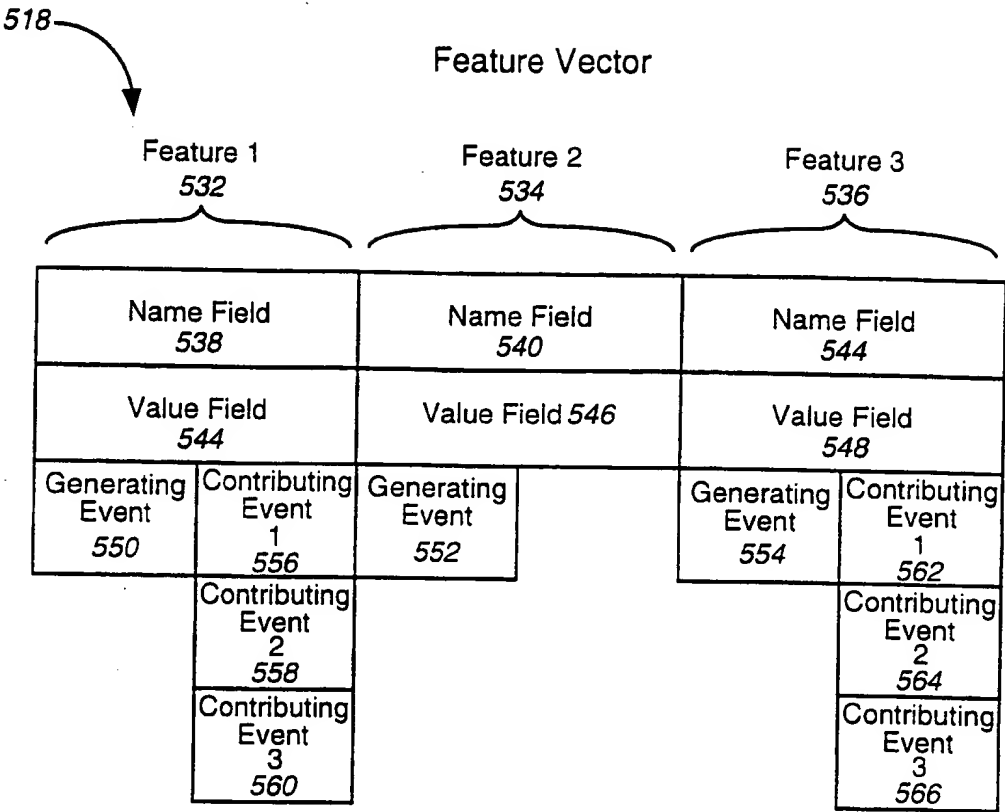 518
Feature Vector
Feature 1
532
Feature 2
534
Feature 3
536
Name Field
538
Name Field
540
Name Field
544
Value Field
544
Value Field 546
Value Field
548
Generating
Event
550
Contributing
Event
1
556
Generating
Event
552
Generating
Event
554
Contributing
Event
1
562
Contributing
Event
2
558
Contributing
Event
2
564
Contributing
Event
3
560
Contributing
Event
3
566